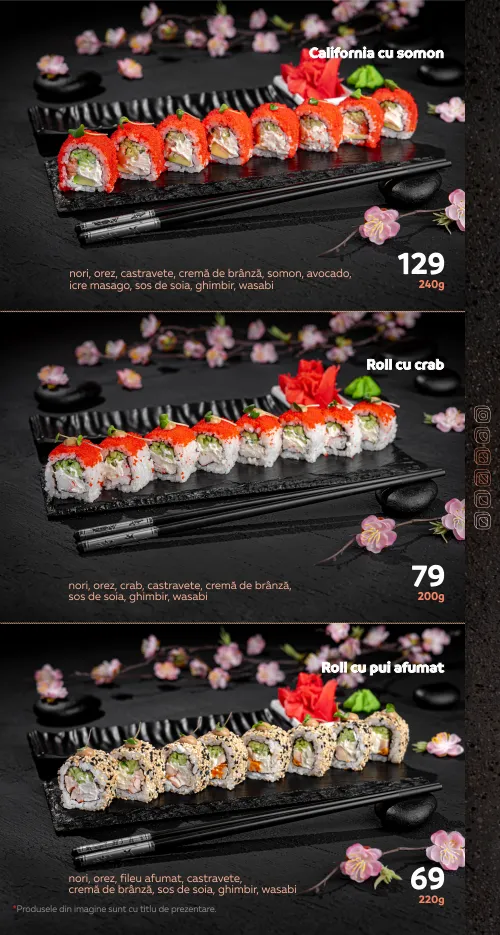 California cu somon
129
240g
nori, orez, castravete, cremă de brânză, somon, avocado,
icre masago, sos de soia, ghimbir, wasabi
Roll cu crab
79
200g
nori, orez, crab, castravete, cremă de brânză,
sos de soia, ghimbir, wasabi
Roll cu pui afumat
69
220g
nori, orez, fileu afumat, castravete,
cremă de brânză, sos de soia, ghimbir, wasabi
*Produsele din imagine sunt cu titlu de prezentare.